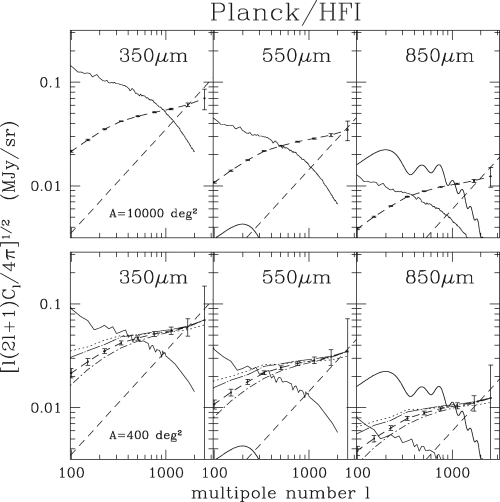 Planck/HFI
350μm 550μm 850μm
0.1
0.01
A=10000 deg²
350μm 550μm 850μm
0.1
0.01
A=400 deg²
100 1000 100 1000 100 1000
multipole number l
[l(2l+1)C_l/4π]^{1/2} (MJy/sr)